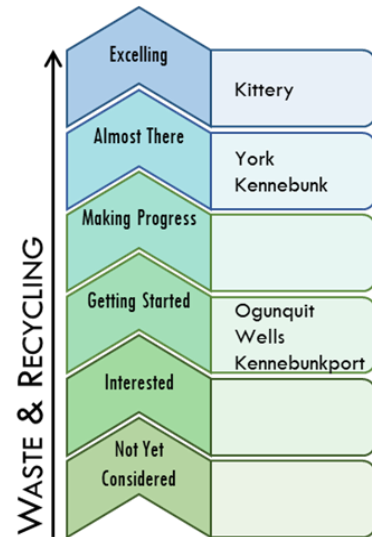 WASTE & RECYCLING
Excelling
Kittery
Almost There
York
Kennebunk
Making Progress
Getting Started
Ogunquit
Wells
Kennebunkport
Interested
Not Yet
Considered